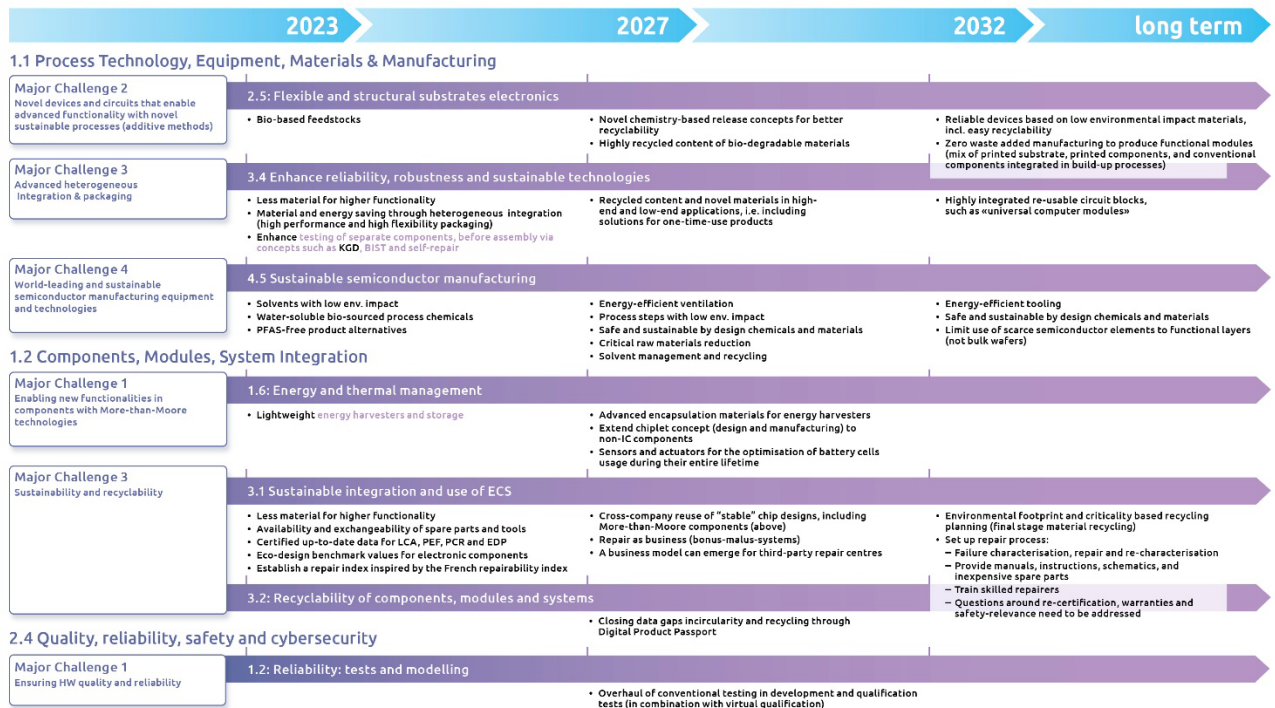 2023
2027
2032
long term
1.1 Process Technology, Equipment, Materials & Manufacturing
Major Challenge 2
Novel devices and circuits that enable
advanced functionality with novel
sustainable processes (additive methods)
2.5: Flexible and structural substrates electronics
• Bio-based feedstocks
• Novel chemistry-based release concepts for better
recyclability
• Highly recycled content of bio-degradable materials
• Reliable devices based on low environmental impact materials,
incl. easy recyclability
• Zero waste added manufacturing to produce functional modules
(mix of printed substrate, printed components, and conventional
components integrated in build-up processes)
Major Challenge 3
Advanced heterogeneous
Integration & packaging
3.4 Enhance reliability, robustness and sustainable technologies
• Less material for higher functionality
• Material and energy saving through heterogeneous integration
(high performance and high flexibility packaging)
• Enhance testing of separate components, before assembly via
concepts such as KGD, BIST and self-repair
• Recycled content and novel materials in high-
end and low-end applications, i.e. including
solutions for one-time-use products
• Highly integrated re-usable circuit blocks,
such as «universal computer modules»
Major Challenge 4
World-leading and sustainable
semiconductor manufacturing equipment
and technologies
4.5 Sustainable semiconductor manufacturing
• Solvents with low env. impact
• Water-soluble bio-sourced process chemicals
• PFAS-free product alternatives
• Energy-efficient ventilation
• Process steps with low env. impact
• Safe and sustainable by design chemicals and materials
• Critical raw materials reduction
• Solvent management and recycling
• Energy-efficient tooling
• Safe and sustainable by design chemicals and materials
• Limit use of scarce semiconductor elements to functional layers
(not bulk wafers)
1.2 Components, Modules, System Integration
Major Challenge 1
Enabling new functionalities in
components with More-than-Moore
technologies
1.6: Energy and thermal management
• Lightweight energy harvesters and storage
• Advanced encapsulation materials for energy harvesters
• Extend chiplet concept (design and manufacturing) to
non-IC components
• Sensors and actuators for the optimisation of battery cells
usage during their entire lifetime
Major Challenge 3
Sustainability and recyclability
3.1 Sustainable integration and use of ECS
• Less material for higher functionality
• Availability and exchangeability of spare parts and tools
• Certified up-to-date data for LCA, PEF, PCR and EDP
• Eco-design benchmark values for electronic components
• Establish a repair index inspired by the French repairability index
• Cross-company reuse of "stable" chip designs, including
More-than-Moore components (above)
• Repair as business (bonus-malus-systems)
• A business model can emerge for third-party repair centres
• Environmental footprint and criticality based recycling
planning (final stage material recycling)
• Set up repair process:
– Failure characterisation, repair and re-characterisation
– Provide manuals, instructions, schematics, and
inexpensive spare parts
– Train skilled repairers
– Questions around re-certification, warranties and
safety-relevance need to be addressed
3.2: Recyclability of components, modules and systems
• Closing data gaps incircularity and recycling through
Digital Product Passport
2.4 Quality, reliability, safety and cybersecurity
Major Challenge 1
Ensuring HW quality and reliability
1.2: Reliability: tests and modelling
• Overhaul of conventional testing in development and qualification
tests (in combination with virtual qualification)